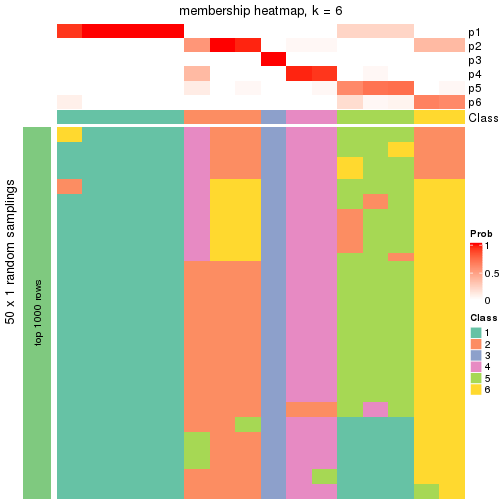 membership heatmap, k = 6
p1
p2
p3
p4
p5
p6
Class
50 x 1 random samplings
top 1000 rows
Prob
1
0.5
0
Class
1
2
3
4
5
6